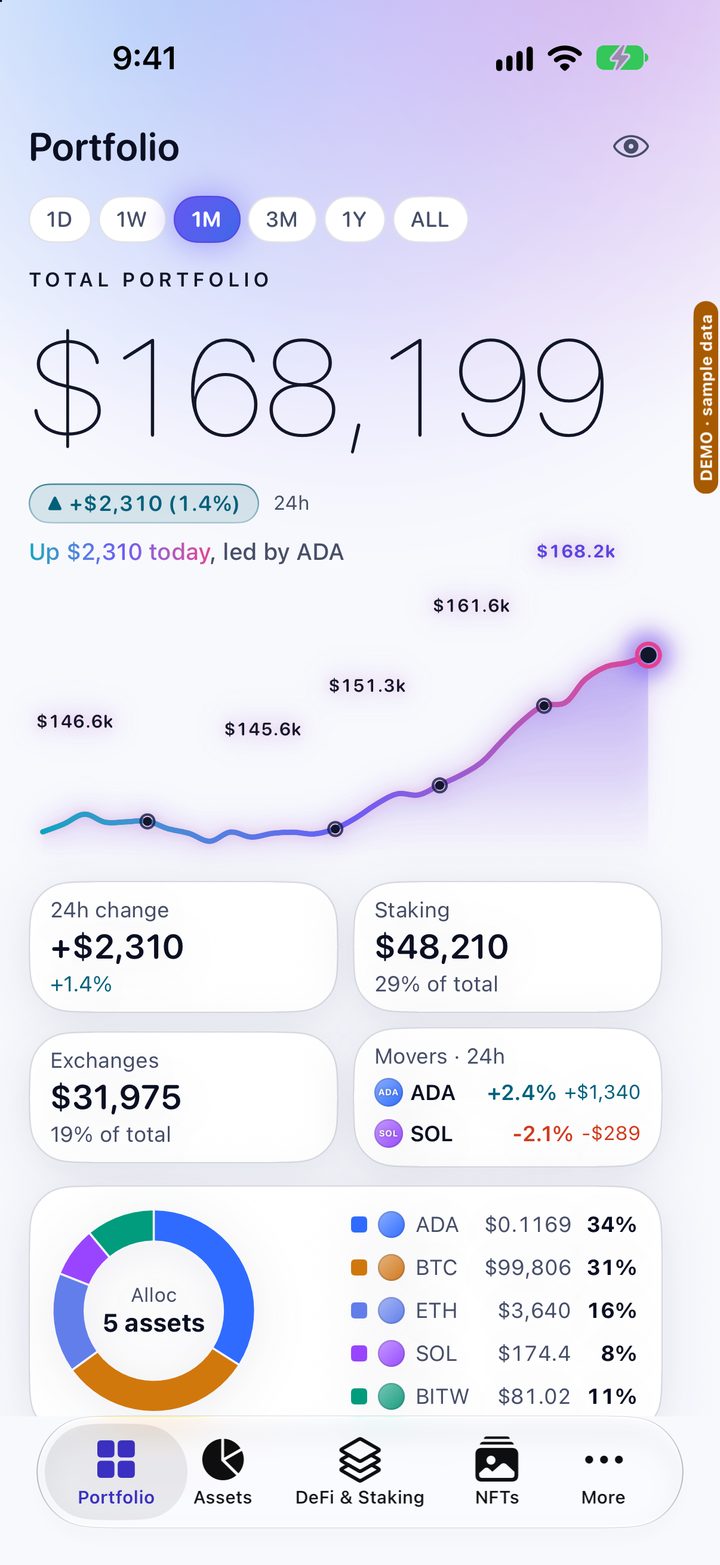 9:41
Portfolio
1D 1W 1M 3M 1Y ALL
TOTAL PORTFOLIO
$168,199
DEMO · sample data
▲ +$2,310 (1.4%) 24h
Up $2,310 today, led by ADA
$168.2k
$161.6k
$151.3k
$146.6k
$145.6k
24h change
+$2,310
+1.4%
Staking
$48,210
29% of total
Exchanges
$31,975
19% of total
Movers · 24h
ADA ADA +2.4% +$1,340
SOL SOL -2.1% -$289
Alloc
5 assets
ADA $0.1169 34%
BTC $99,806 31%
ETH $3,640 16%
SOL $174.4 8%
BITW $81.02 11%
Portfolio Assets DeFi & Staking NFTs More